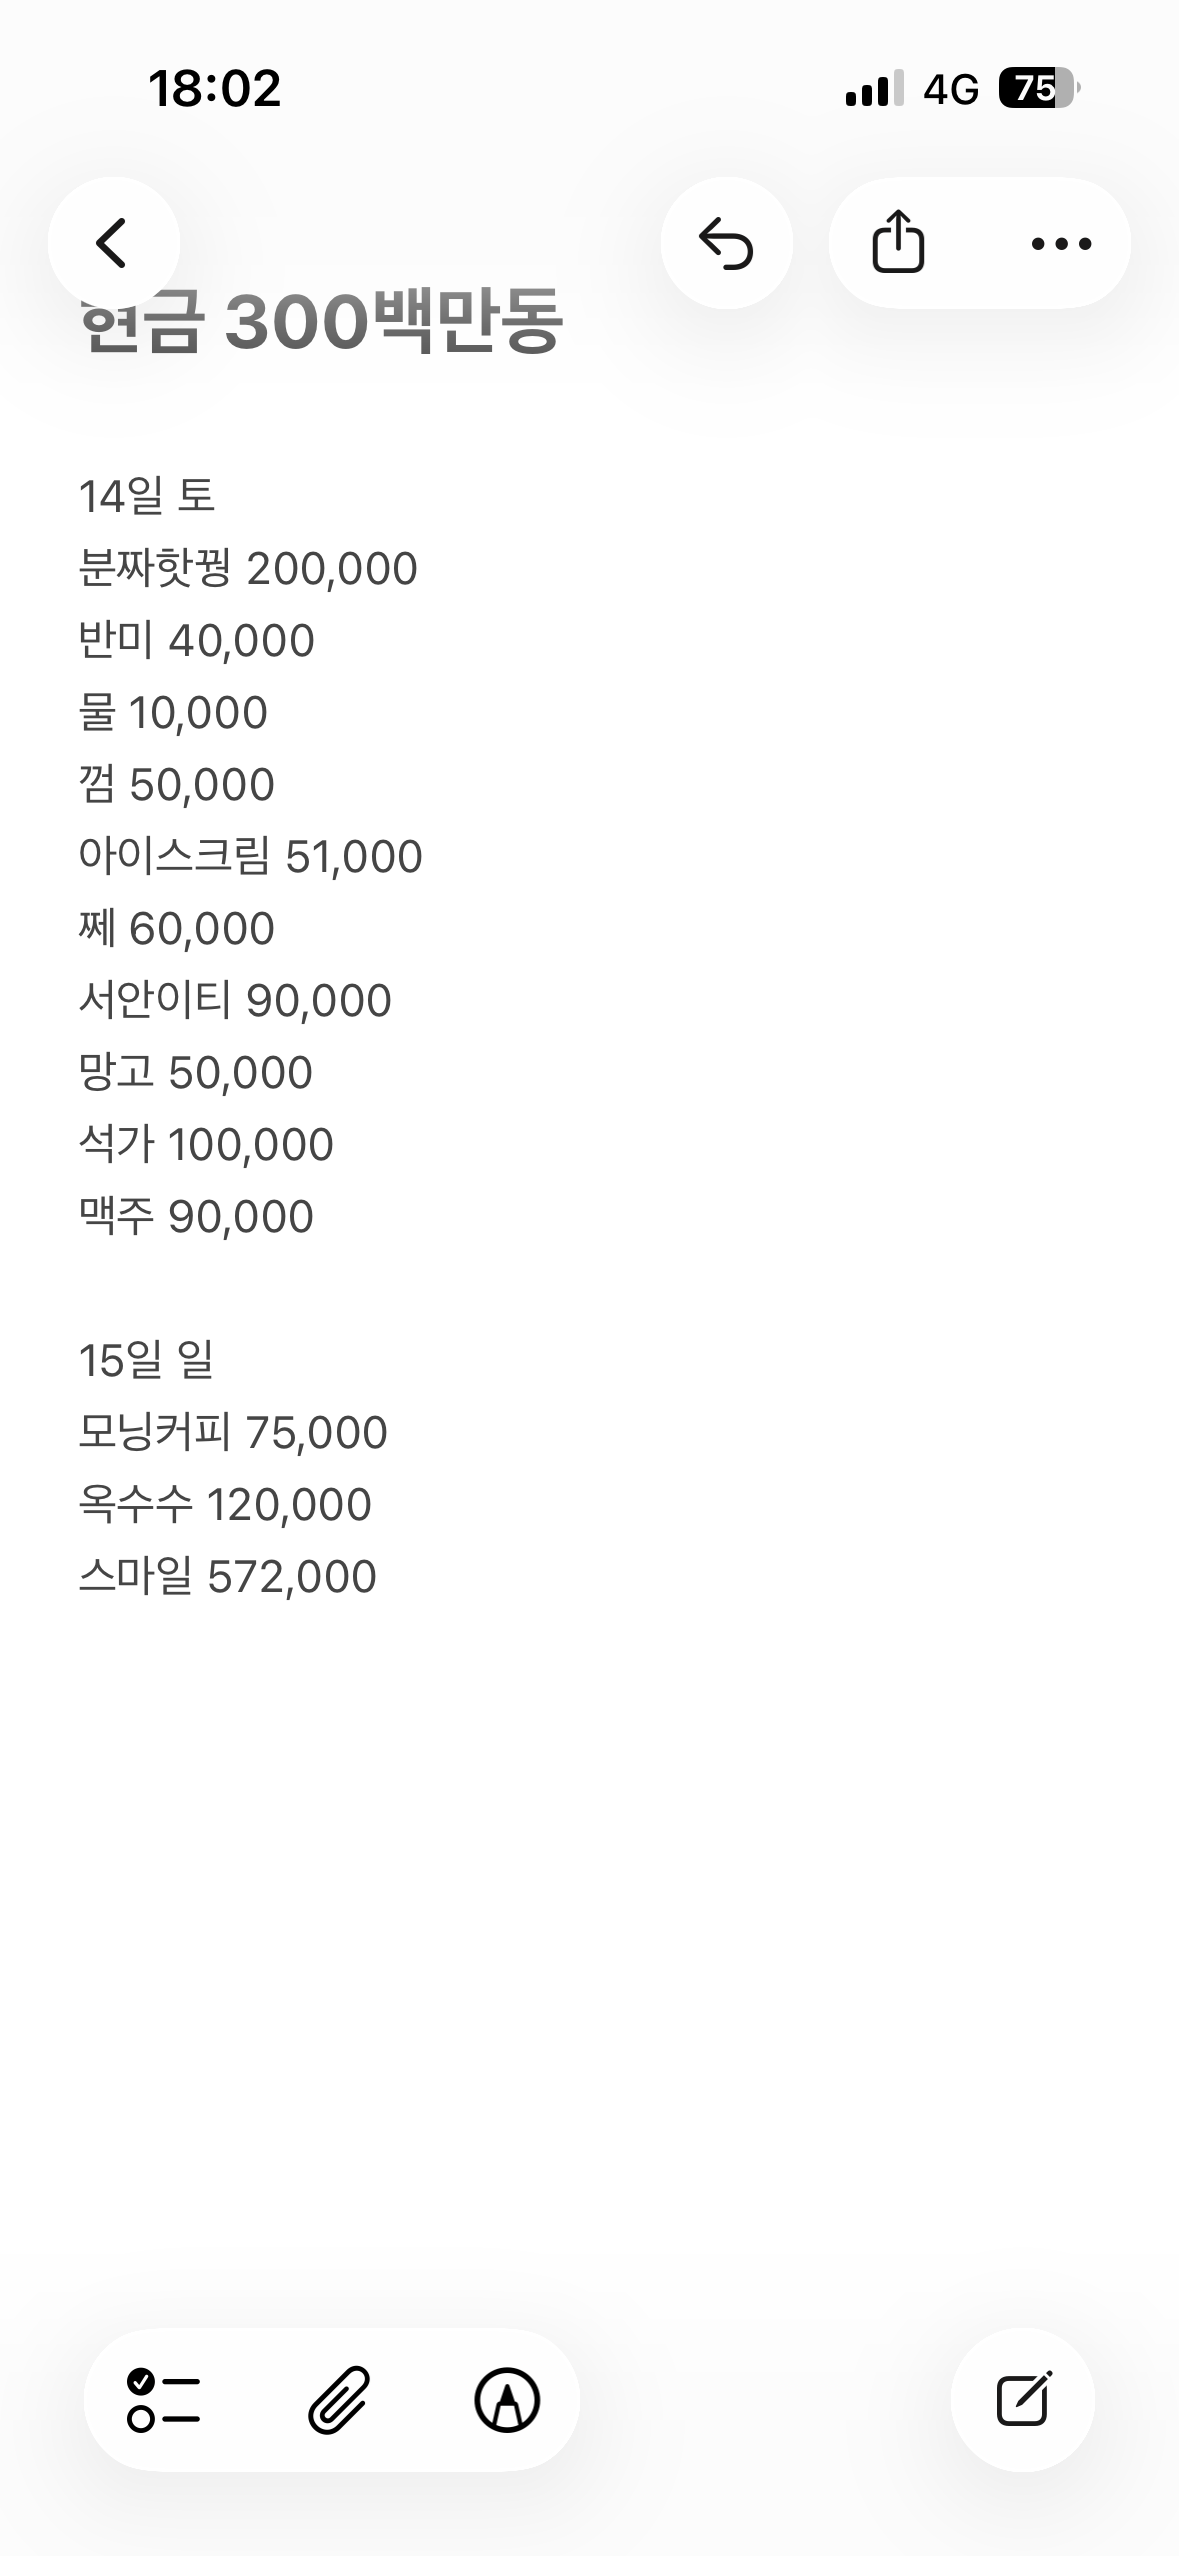 18:02 4G 75
현금 300백만동
14일 토
분짜핫꿩 200,000
반미 40,000
물 10,000
껌 50,000
아이스크림 51,000
쩨 60,000
서안이티 90,000
망고 50,000
석가 100,000
맥주 90,000
15일 일
모닝커피 75,000
옥수수 120,000
스마일 572,000